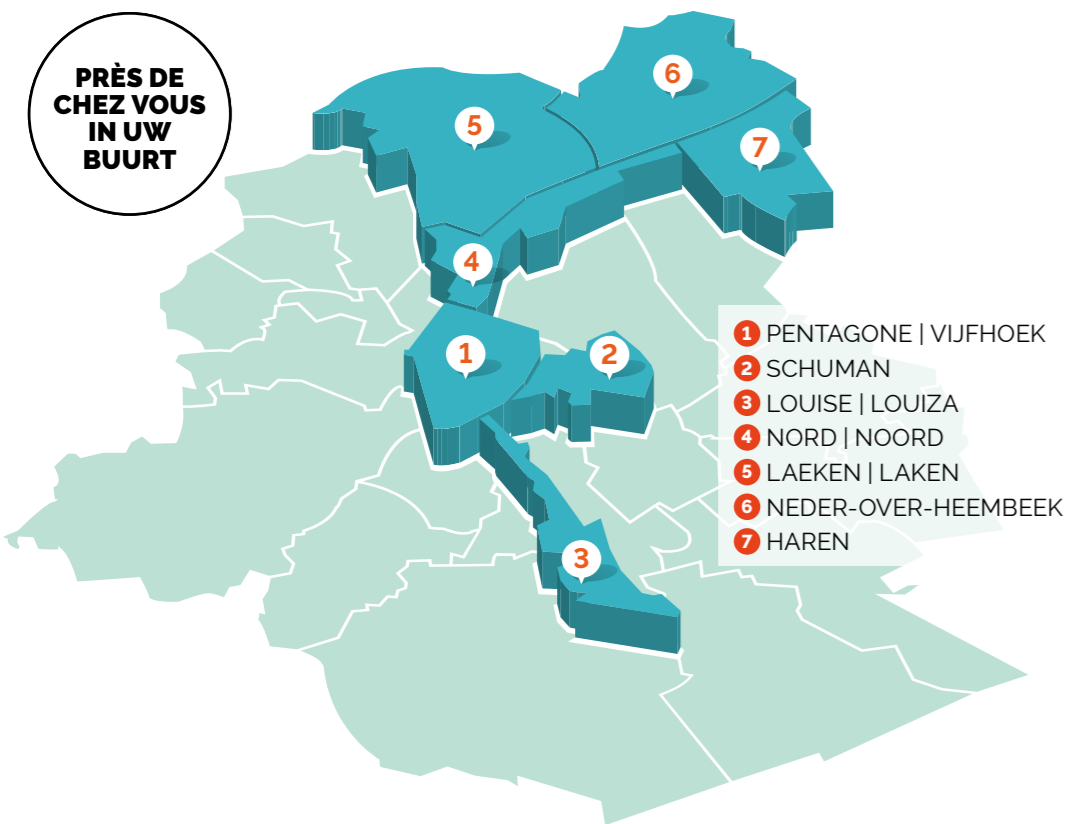 PRÈS DE
CHEZ VOUS
IN UW
BUURT
6
5
7
4
1
2
3
1 PENTAGONE | VIJFHOEK
2 SCHUMAN
3 LOUISE | LOUIZA
4 NORD | NOORD
5 LAEKEN | LAKEN
6 NEDER-OVER-HEEMBEEK
7 HAREN